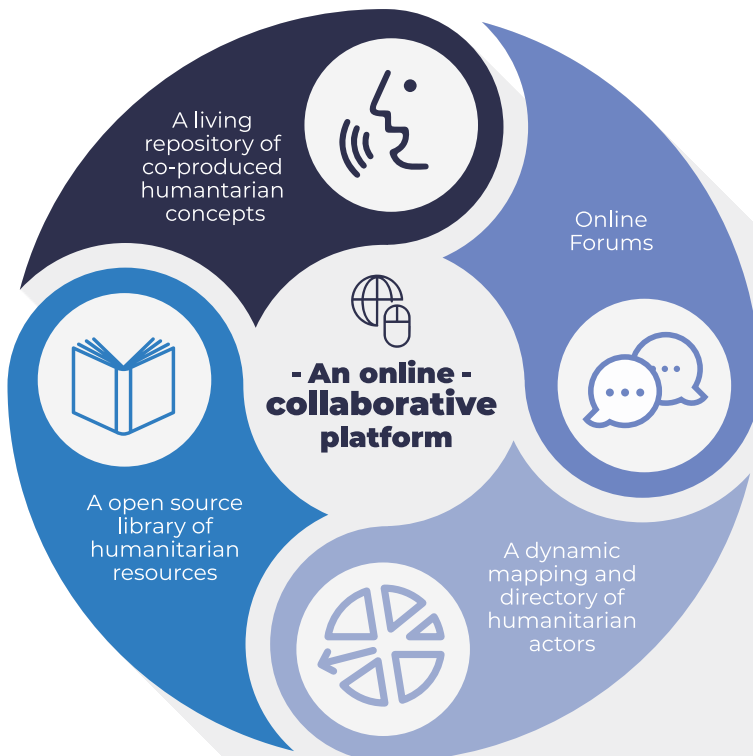 A living
repository of
co-produced
humantarian
concepts
Online
Forums
- An online -
collaborative
platform
A open source
library of
humanitarian
resources
A dynamic
mapping and
directory of
humanitarian
actors